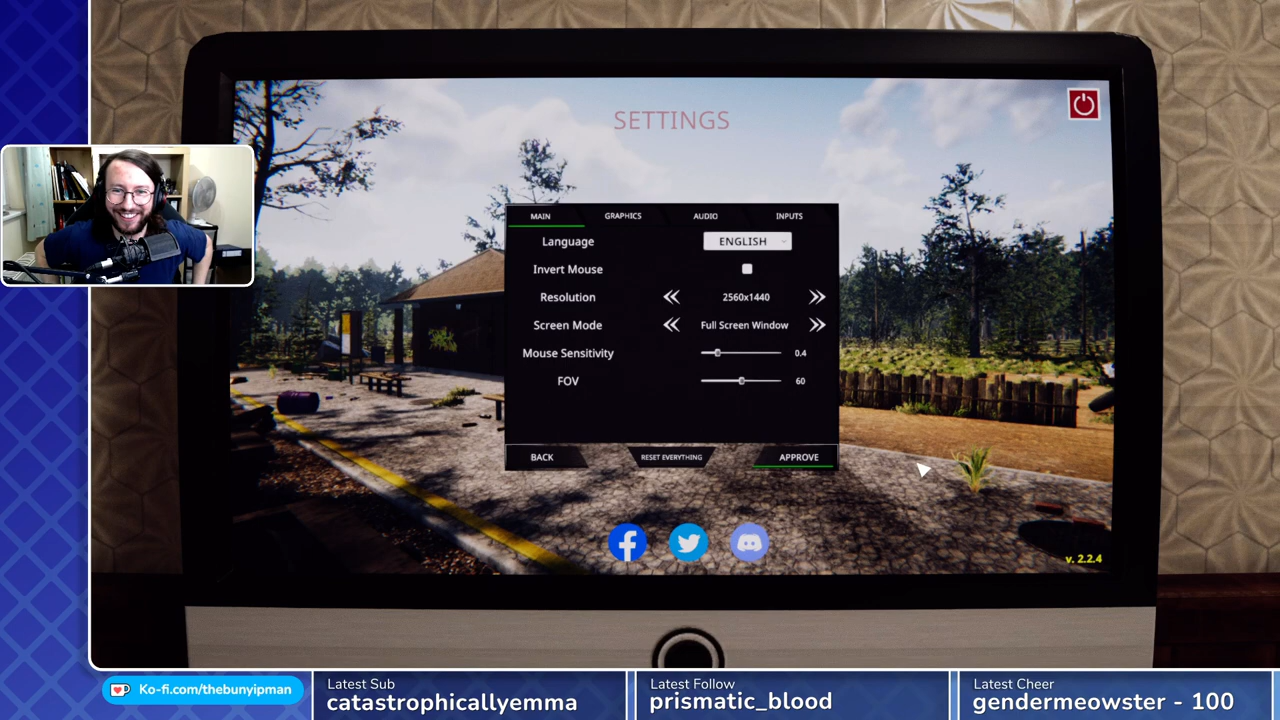 SETTINGS
MAIN GRAPHICS AUDIO INPUTS
Language ENGLISH
Invert Mouse
Resolution 2560x1440
Screen Mode Full Screen Window
Mouse Sensitivity 0.4
FOV 60
BACK RESET EVERYTHING APPROVE
v. 2.2.4
Ko-fi.com/thebunyipman
Latest Sub
catastrophicallyemma
Latest Follow
prismatic_blood
Latest Cheer
gendermeowster - 100